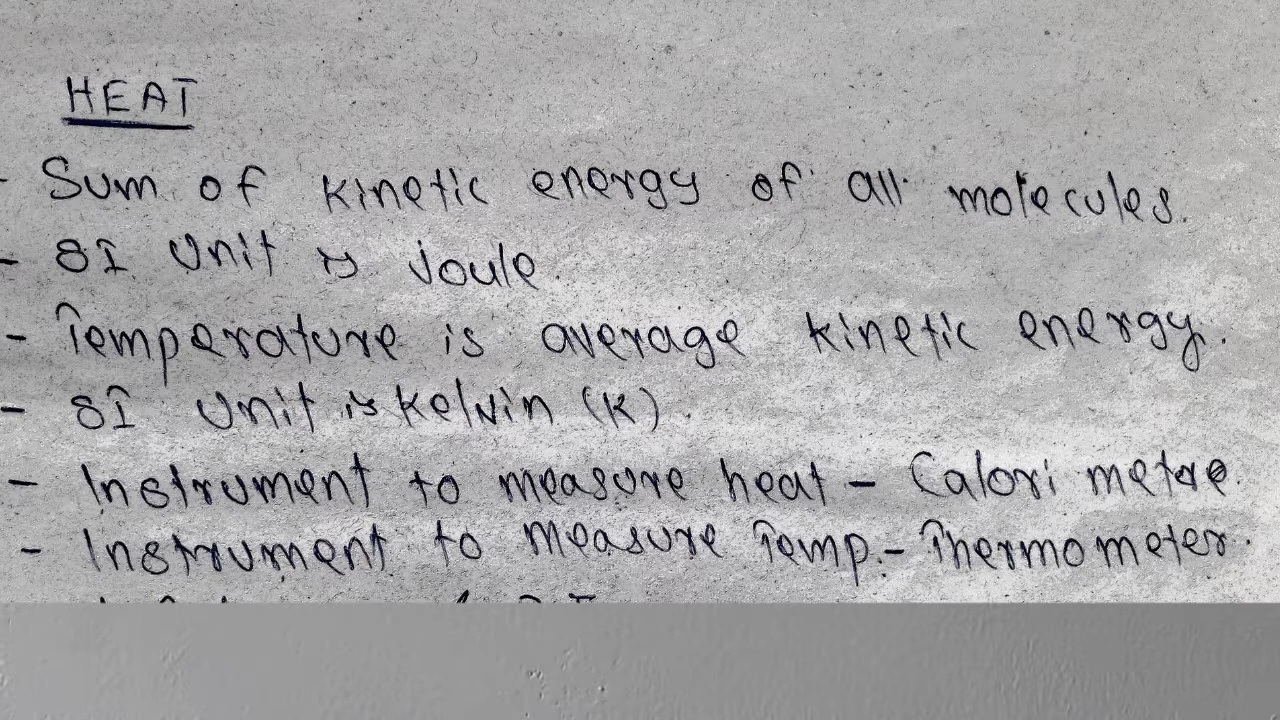 HEAT
- Sum of kinetic energy of all molecules.
- SI Unit is Joule.
- Temperature is average kinetic energy.
- SI Unit is Kelvin (K).
- Instrument to measure heat - Calori metre.
- Instrument to measure Temp. - Thermometer.